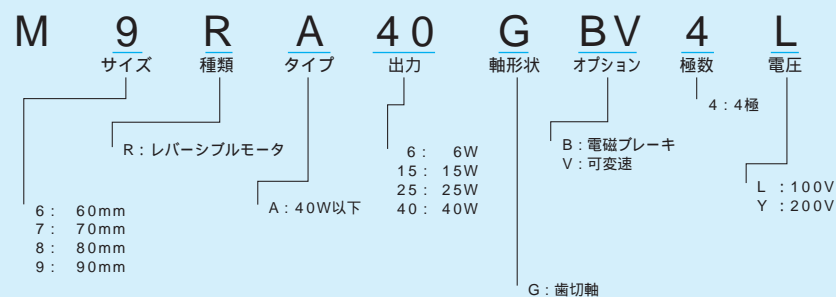 M 9 R A 40 G BV 4 L
サイズ 種類 タイプ 出力 軸形状 オプション 極数 電圧
4：4極
R：レバーシブルモータ
6： 6W
15： 15W
25： 25W
40： 40W
B：電磁ブレーキ
V：可変速
L：100V
Y：200V
A：40W以下
6： 60mm
7： 70mm
8： 80mm
9： 90mm
G：歯切軸